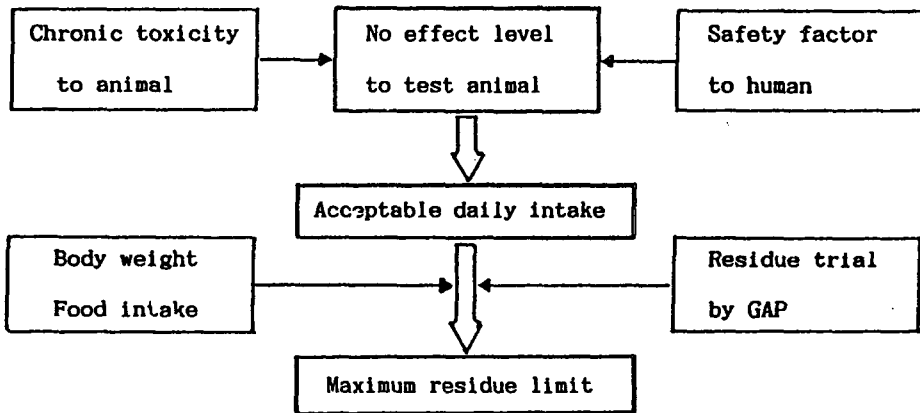 Chronic toxicity
to animal
No effect level
to test animal
Safety factor
to human
Acceptable daily intake
Body weight
Food intake
Residue trial
by GAP
Maximum residue limit